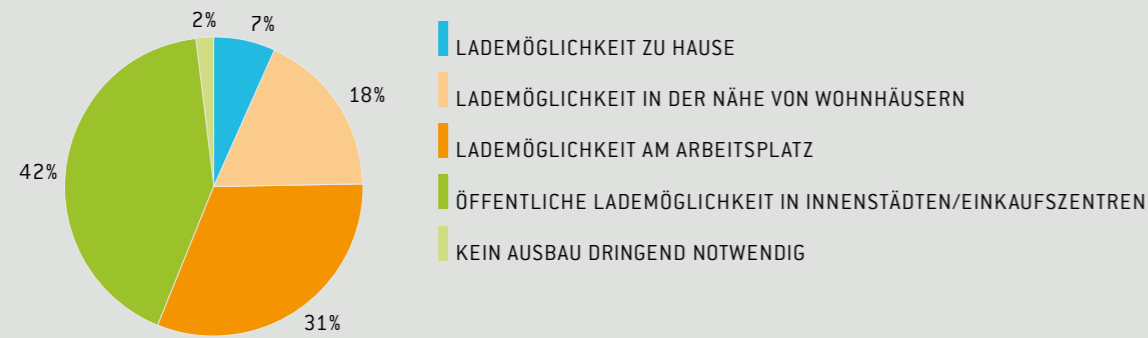 2%
7%
18%
42%
31%
LADEMÖGLICHKEIT ZU HAUSE
LADEMÖGLICHKEIT IN DER NÄHE VON WOHNHÄUSERN
LADEMÖGLICHKEIT AM ARBEITSPLATZ
ÖFFENTLICHE LADEMÖGLICHKEIT IN INNENSTÄDTEN/EINKAUFSZENTREN
KEIN AUSBAU DRINGEND NOTWENDIG